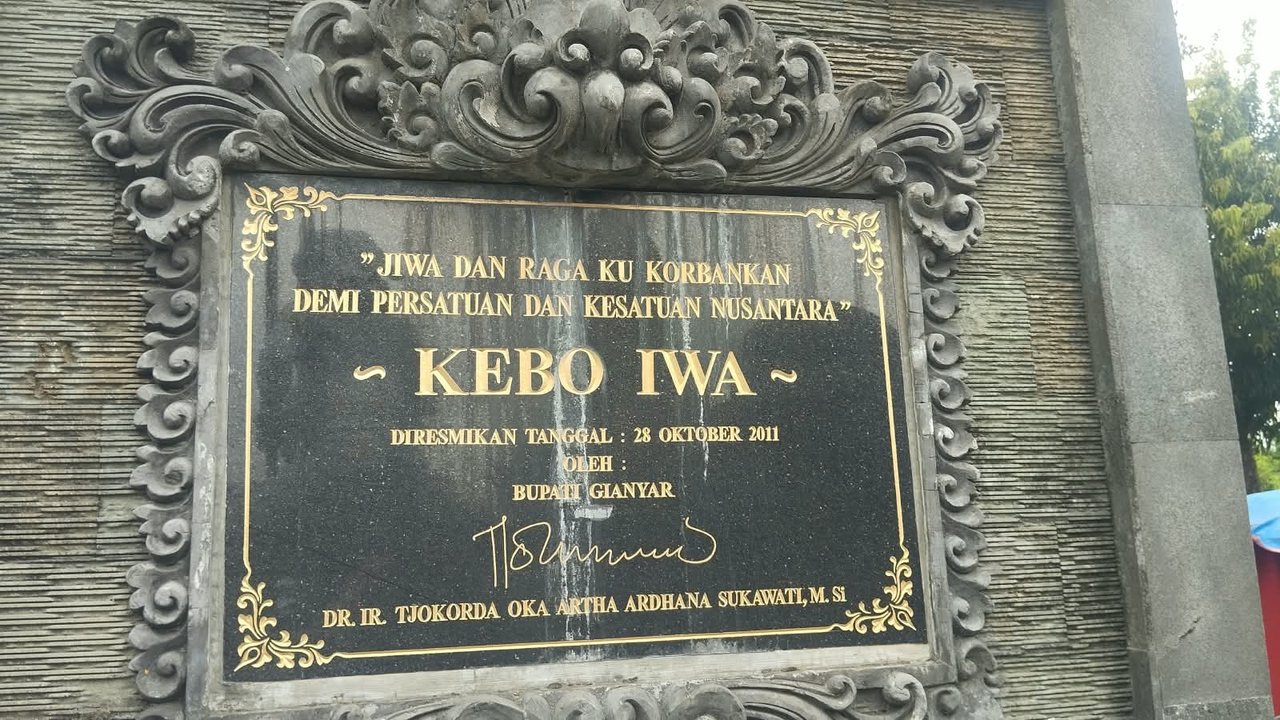 "JIWA DAN RAGA KU KORBANKAN
DEMI PERSATUAN DAN KESATUAN NUSANTARA"
~ KEBO IWA ~
DIRESMIKAN TANGGAL : 28 OKTOBER 2011
OLEH :
BUPATI GIANYAR
DR. IR. TJOKORDA OKA ARTHA ARDHANA SUKAWATI, M. Si